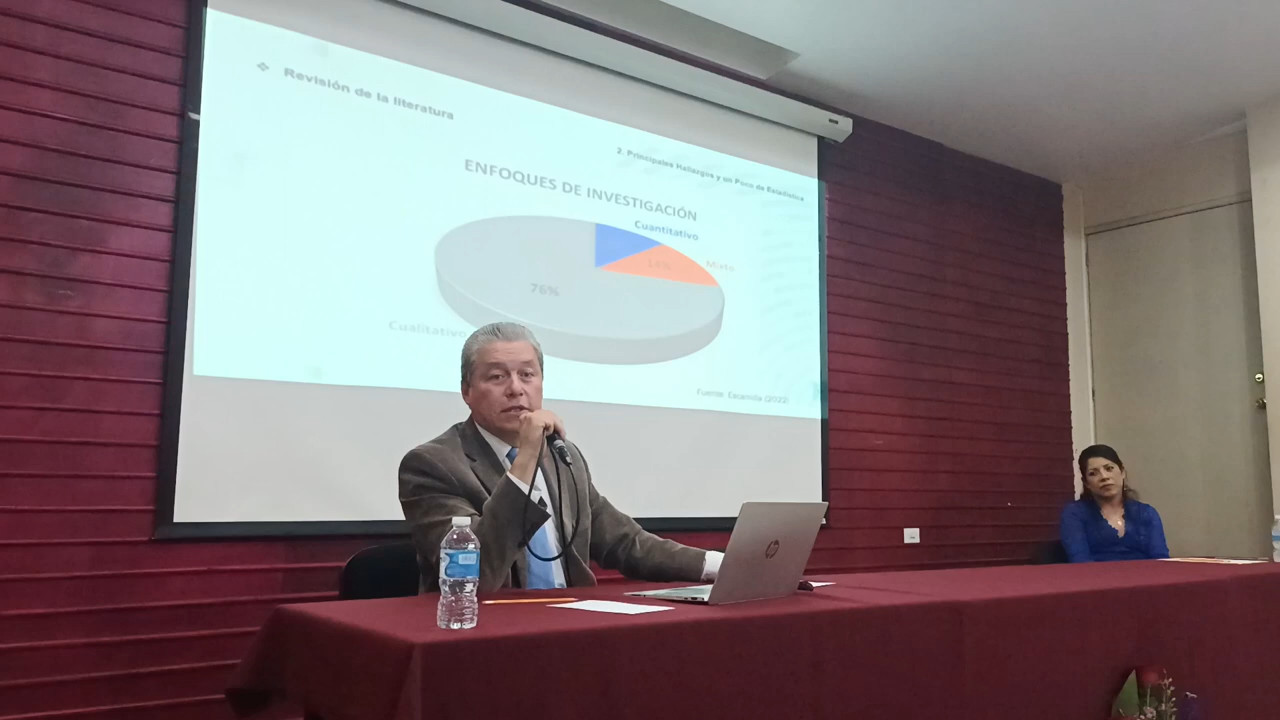 ❖ Revisión de la literatura
2. Principales Hallazgos y un Poco de Estadística
ENFOQUES DE INVESTIGACIÓN
Cuantitativo
Mixto
76%
Cualitativo
Fuente: Escamilla (2022)
hp